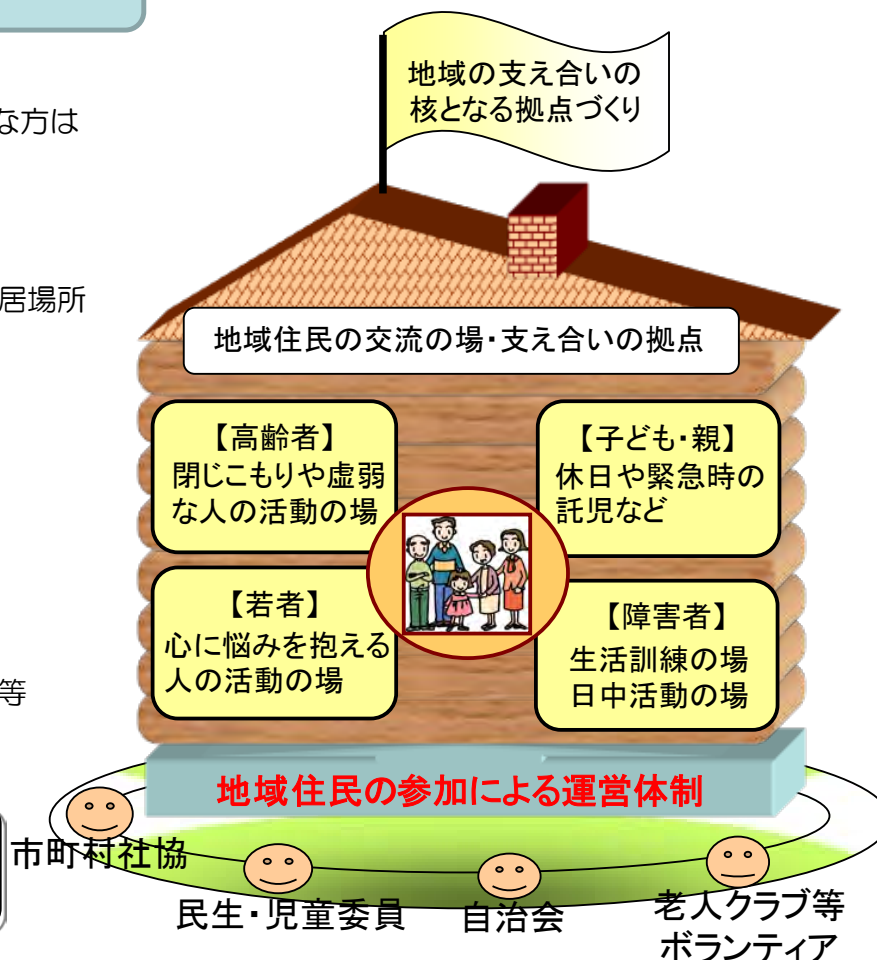 地域の支え合いの
核となる拠点づくり
な方は
居場所
等
地域住民の交流の場・支え合いの拠点
【高齢者】
閉じこもりや虚弱
な人の活動の場
【子ども・親】
休日や緊急時の
託児など
【若者】
心に悩みを抱える
人の活動の場
【障害者】
生活訓練の場
日中活動の場
地域住民の参加による運営体制
市町村社協
民生・児童委員
自治会
老人クラブ等
ボランティア